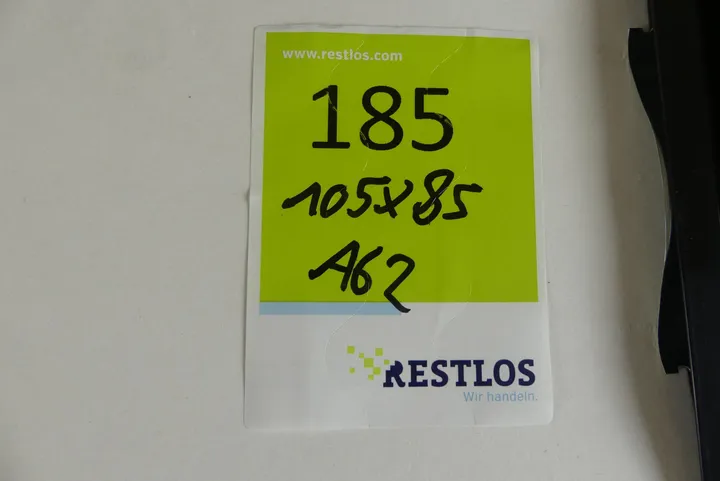 www.restlos.com
185
105x85
A62
RESTLOS
Wir handeln.